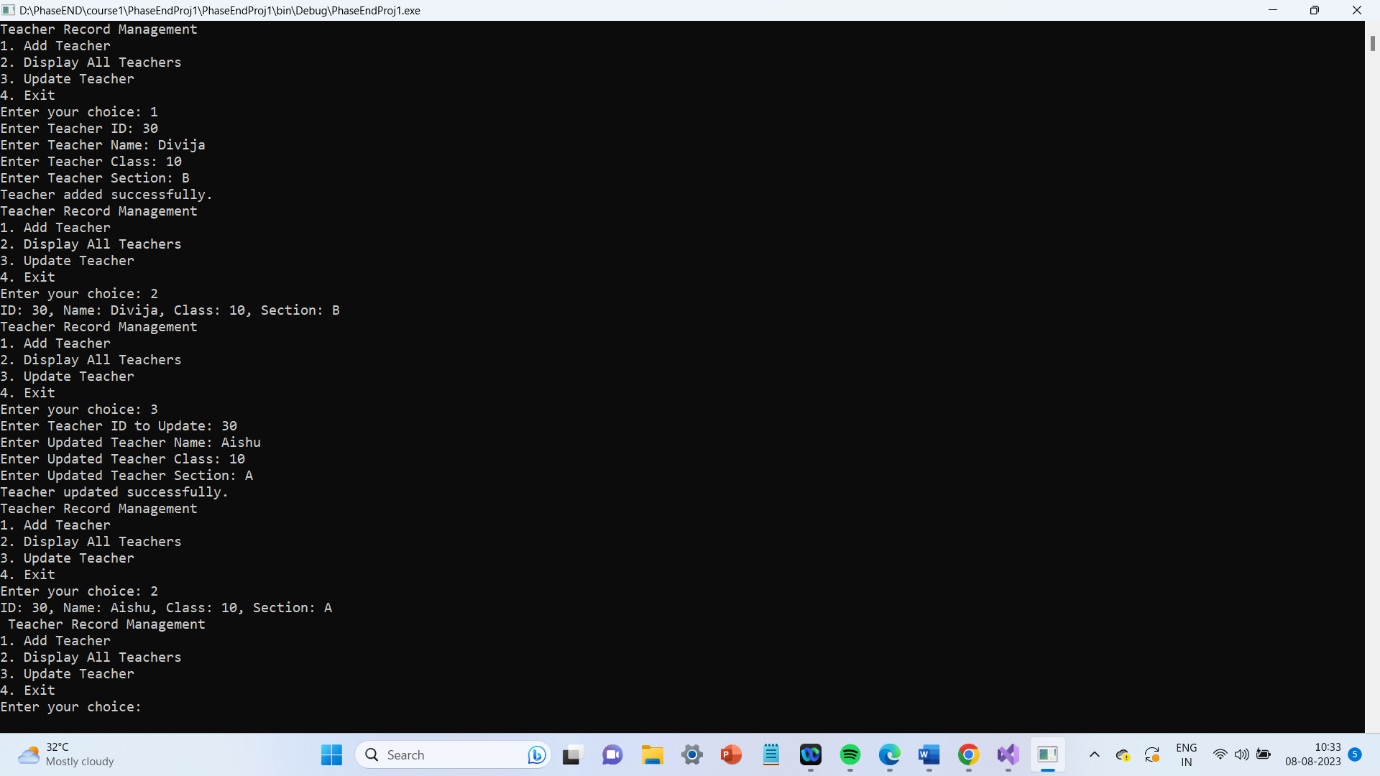 D:\PhaseEND\course1\PhaseEndProj1\PhaseEndProj1\bin\Debug\PhaseEndProj1.exe
Teacher Record Management
1. Add Teacher
2. Display All Teachers
3. Update Teacher
4. Exit
Enter your choice: 1
Enter Teacher ID: 30
Enter Teacher Name: Divija
Enter Teacher Class: 10
Enter Teacher Section: B
Teacher added successfully.
Teacher Record Management
1. Add Teacher
2. Display All Teachers
3. Update Teacher
4. Exit
Enter your choice: 2
ID: 30, Name: Divija, Class: 10, Section: B
Teacher Record Management
1. Add Teacher
2. Display All Teachers
3. Update Teacher
4. Exit
Enter your choice: 3
Enter Teacher ID to Update: 30
Enter Updated Teacher Name: Aishu
Enter Updated Teacher Class: 10
Enter Updated Teacher Section: A
Teacher updated successfully.
Teacher Record Management
1. Add Teacher
2. Display All Teachers
3. Update Teacher
4. Exit
Enter your choice: 2
ID: 30, Name: Aishu, Class: 10, Section: A
 Teacher Record Management
1. Add Teacher
2. Display All Teachers
3. Update Teacher
4. Exit
Enter your choice:
32°C
Mostly cloudy
Search
ENG
IN
10:33
08-08-2023
5